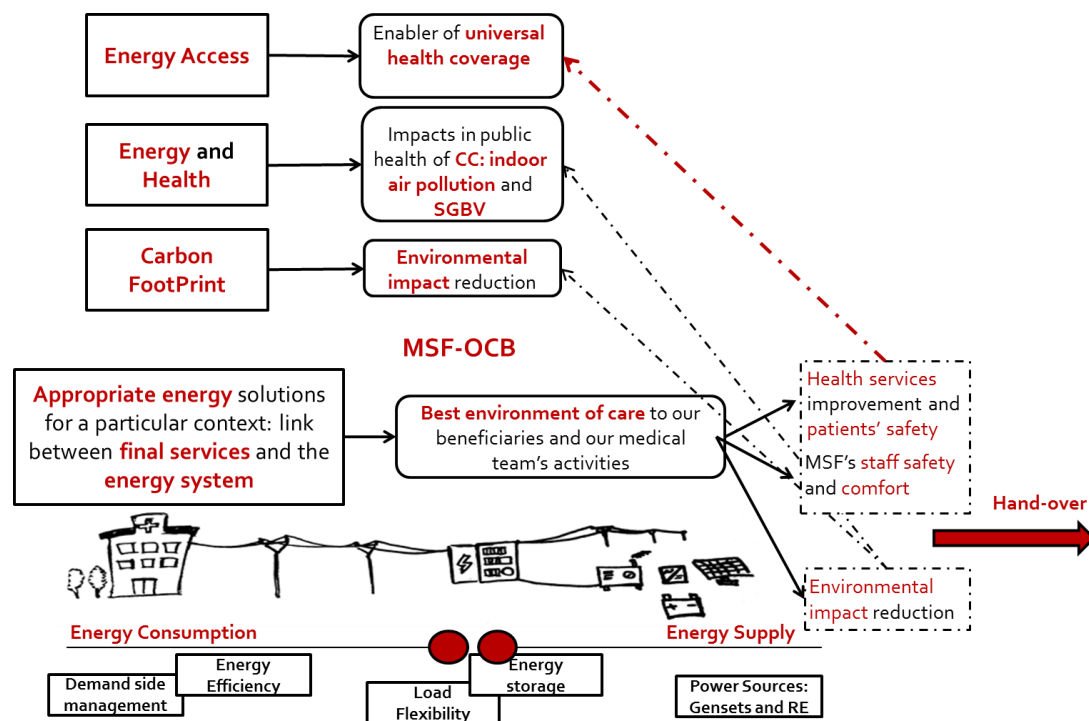 Energy Access
Enabler of universal
health coverage
Energy and
Health
Impacts in public
health of CC: indoor
air pollution and
SGBV
Carbon
FootPrint
Environmental
impact reduction
MSF-OCB
Appropriate energy solutions
for a particular context: link
between final services and the
energy system
Best environment of care to our
beneficiaries and our medical
team's activities
Health services
improvement and
patients' safety
MSF's staff safety
and comfort
Hand-over
Environmental
impact reduction
Energy Consumption
Energy Supply
Energy
Efficiency
Demand side
management
Energy
storage
Load
Flexibility
Power Sources:
Gensets and RE